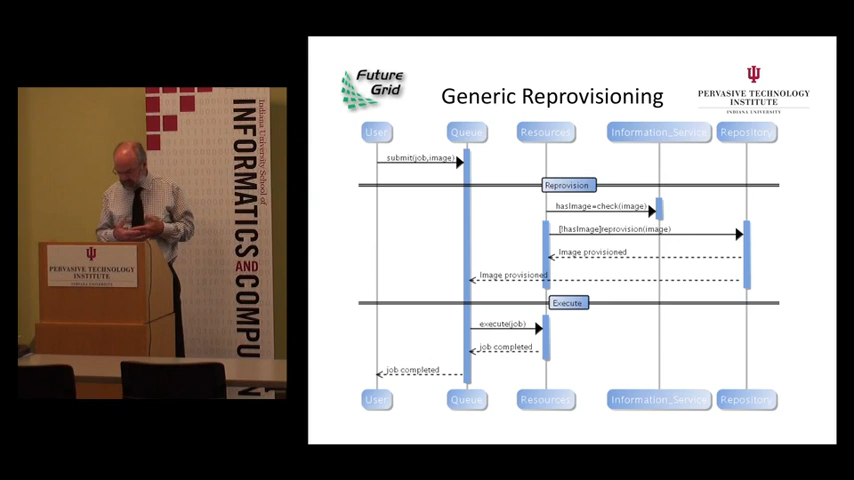 Future
Grid
Generic Reprovisioning
PERVASIVE TECHNOLOGY
INSTITUTE
INDIANA UNIVERSITY
User
Queue
Resources
Information_Service
Repository
submit(job,image)
Reprovision
hasImage=check(image)
[!hasImage]reprovision(image)
Image provisioned
Image provisioned
Execute
execute(job)
job completed
job completed
User
Queue
Resources
Information_Service
Repository
Indiana University School of
INFORMATICS AND COMPU
PERVASIVE TECHNOLOGY
INSTITUTE
INDIANA UNIVERSITY